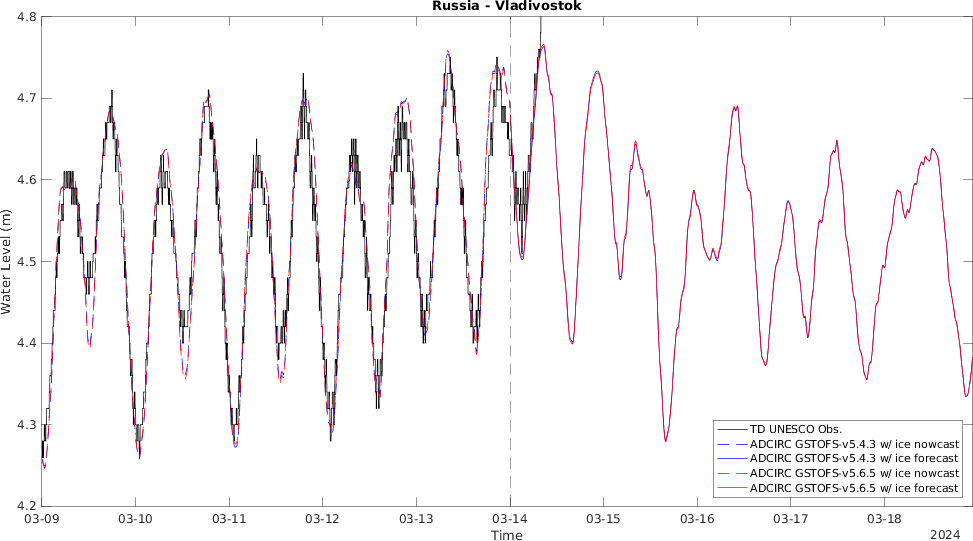 Russia - Vladivostok
4.8
4.7
4.6
4.5
4.4
4.3
4.2
Water Level (m)
TD UNESCO Obs.
ADCIRC GSTOFS-v5.4.3 w/ ice nowcast
ADCIRC GSTOFS-v5.4.3 w/ ice forecast
ADCIRC GSTOFS-v5.6.5 w/ ice nowcast
ADCIRC GSTOFS-v5.6.5 w/ ice forecast
03-09 03-10 03-11 03-12 03-13 03-14 03-15 03-16 03-17 03-18
Time
2024